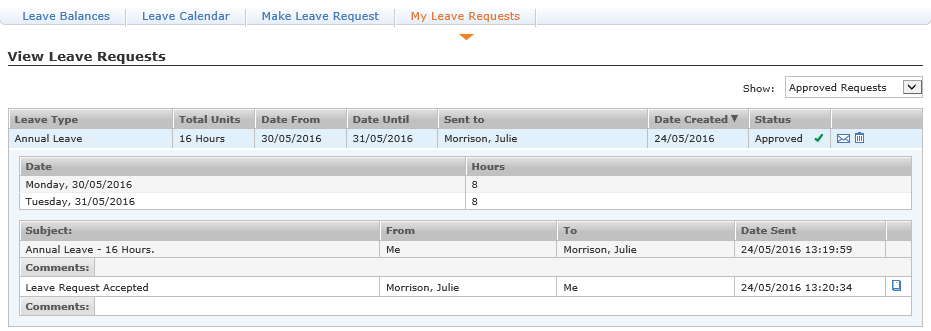 Leave Balances Leave Calendar Make Leave Request My Leave Requests
View Leave Requests
Show: Approved Requests
Leave Type Total Units Date From Date Until Sent to Date Created Status
Annual Leave 16 Hours 30/05/2016 31/05/2016 Morrison, Julie 24/05/2016 Approved
Date Hours
Monday, 30/05/2016 8
Tuesday, 31/05/2016 8
Subject: From To Date Sent
Annual Leave - 16 Hours. Me Morrison, Julie 24/05/2016 13:19:59
Comments:
Leave Request Accepted Morrison, Julie Me 24/05/2016 13:20:34
Comments: